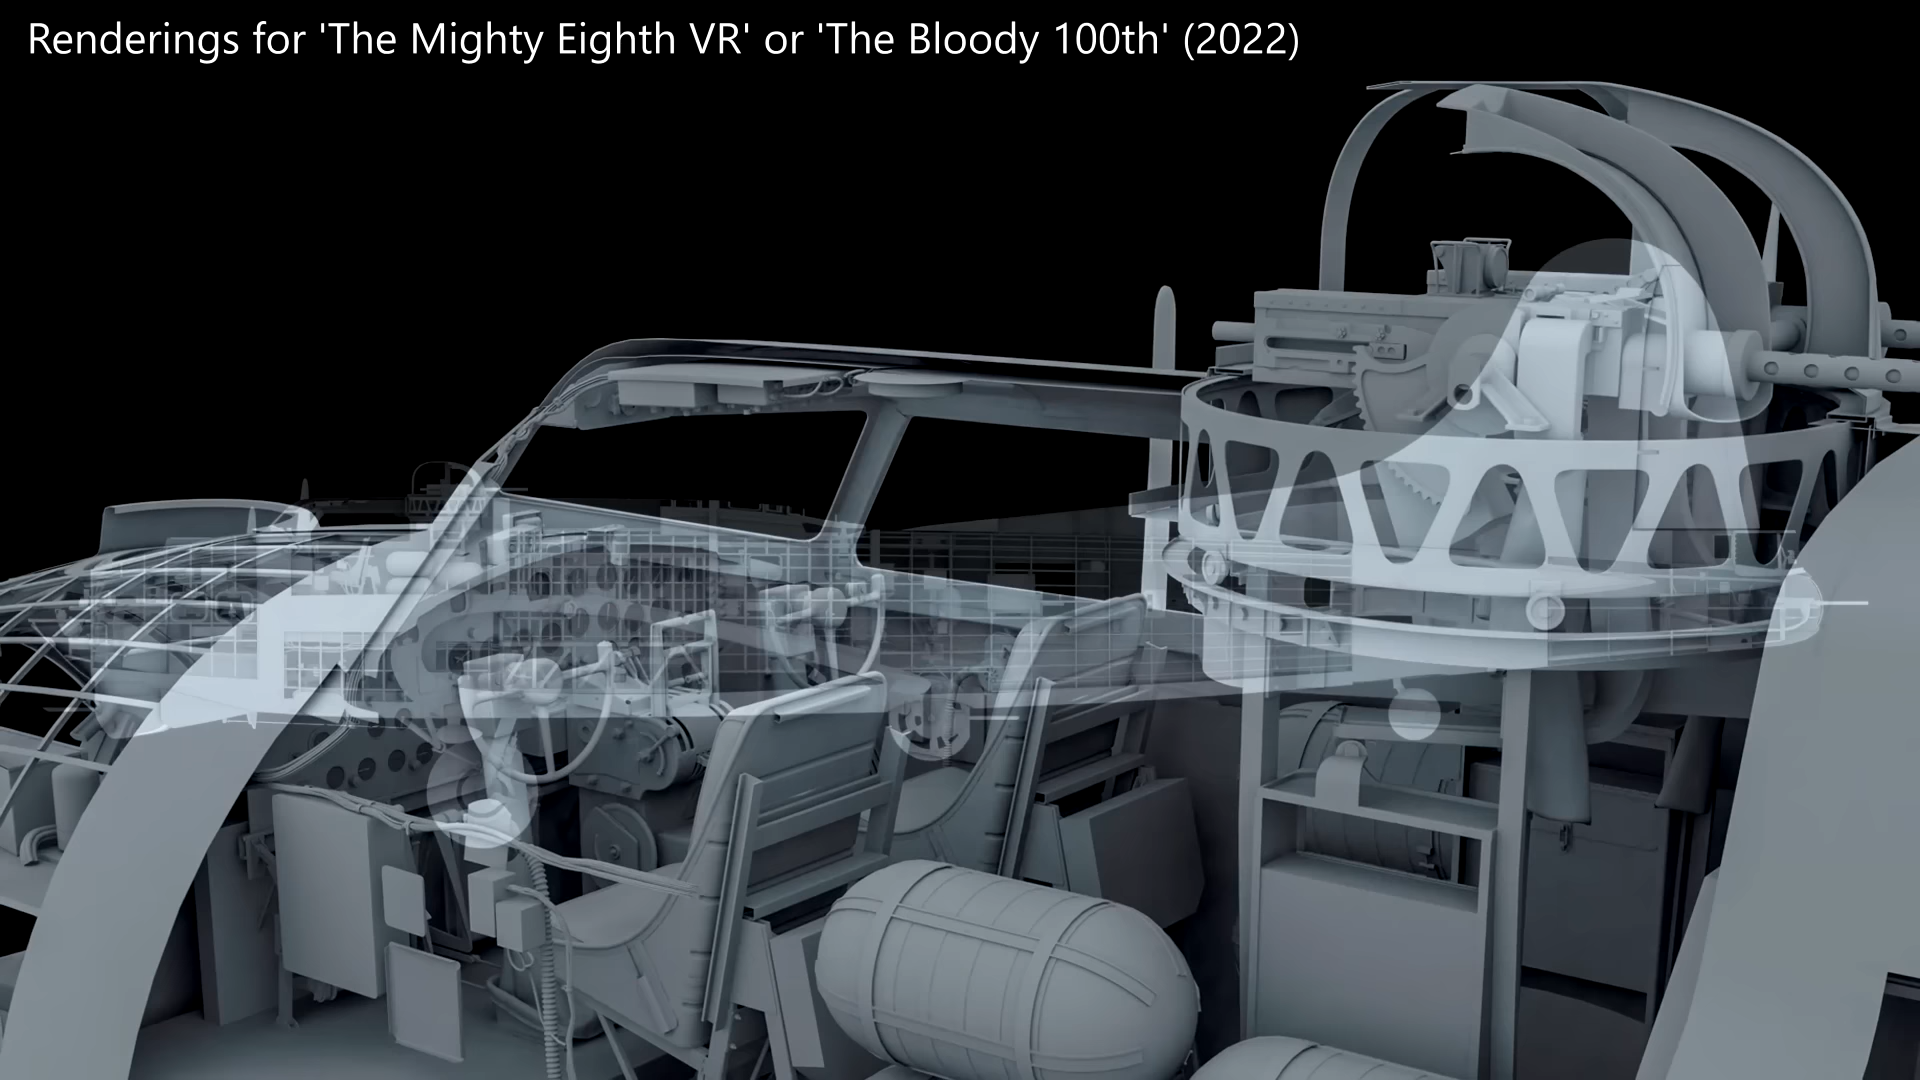 Renderings for 'The Mighty Eighth VR' or 'The Bloody 100th' (2022)